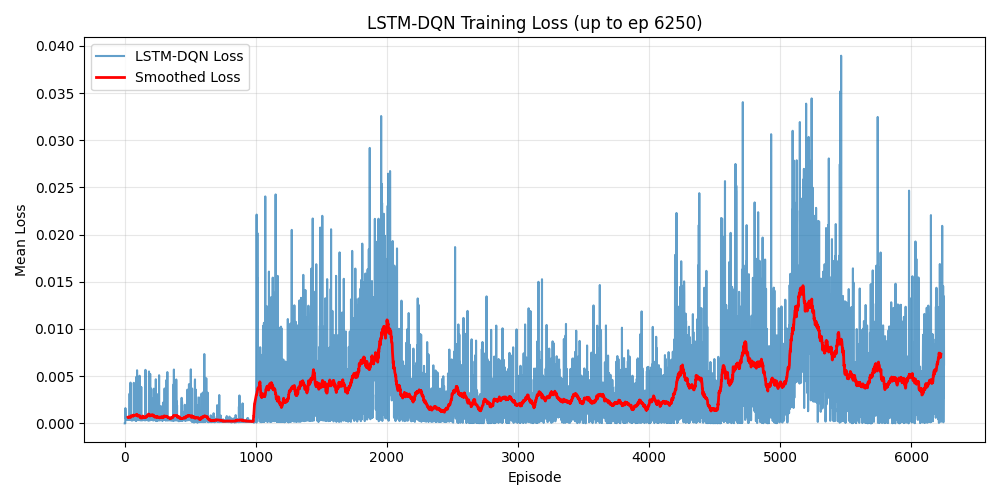 LSTM-DQN Training Loss (up to ep 6250)
LSTM-DQN Loss
Smoothed Loss
Mean Loss
0.040
0.035
0.030
0.025
0.020
0.015
0.010
0.005
0.000
0 1000 2000 3000 4000 5000 6000
Episode